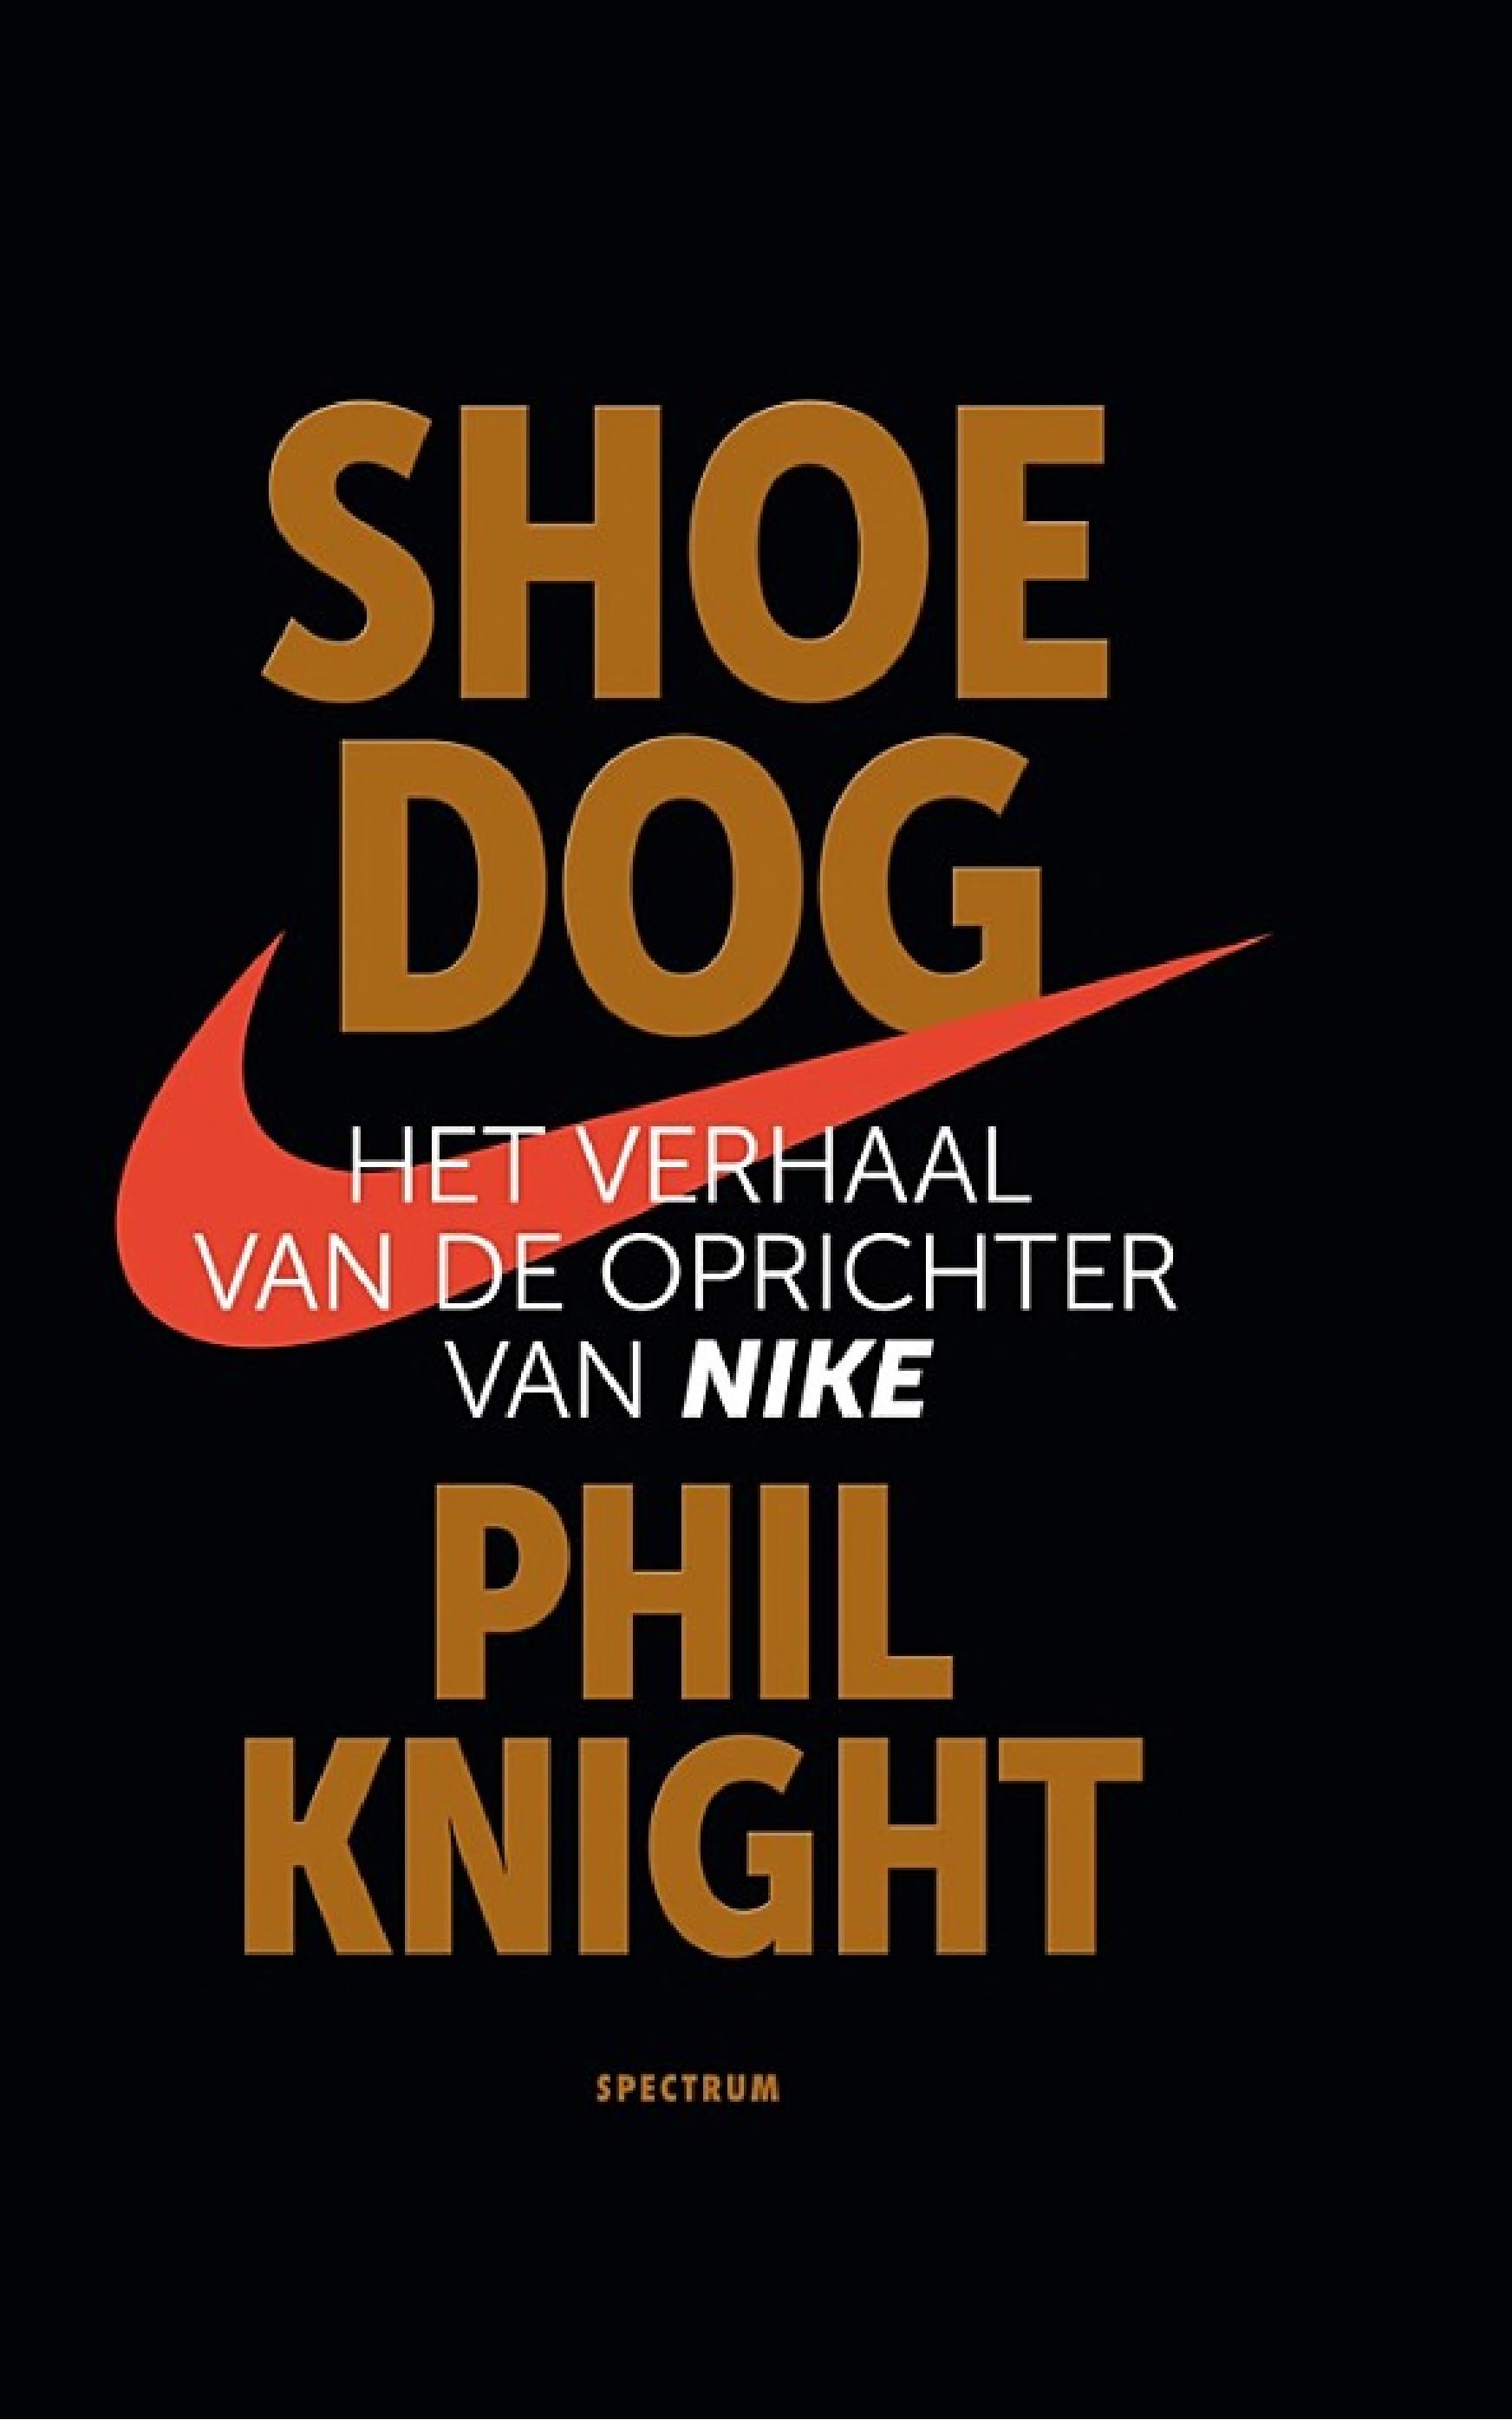 SHOE
DOG
HET VERHAAL
VAN DE OPRICHTER
VAN NIKE
PHIL
KNIGHT
SPECTRUM